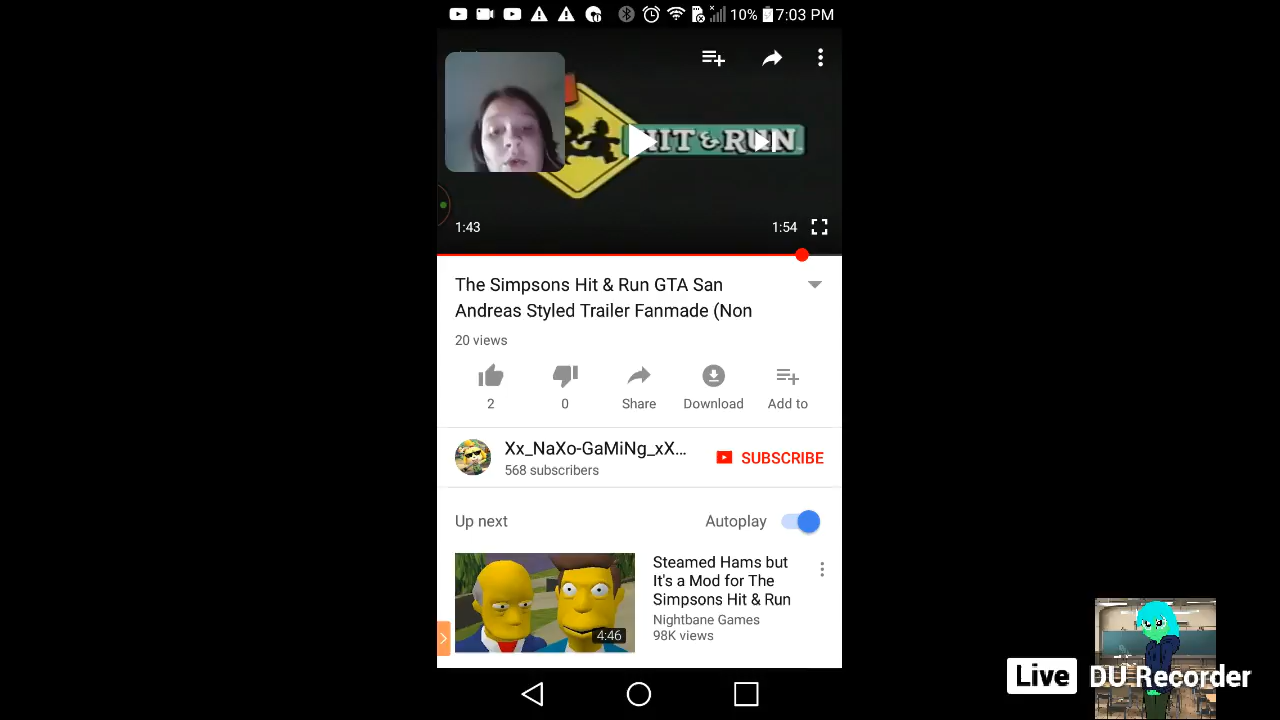 10% 7:03 PM
HIT & RUN
1:43
1:54
The Simpsons Hit & Run GTA San
Andreas Styled Trailer Fanmade (Non
20 views
2
0
Share
Download
Add to
Xx_NaXo-GaMiNg_xX...
568 subscribers
SUBSCRIBE
Up next
Autoplay
Steamed Hams but
It's a Mod for The
Simpsons Hit & Run
Nightbane Games
98K views
4:46
Live DU Recorder